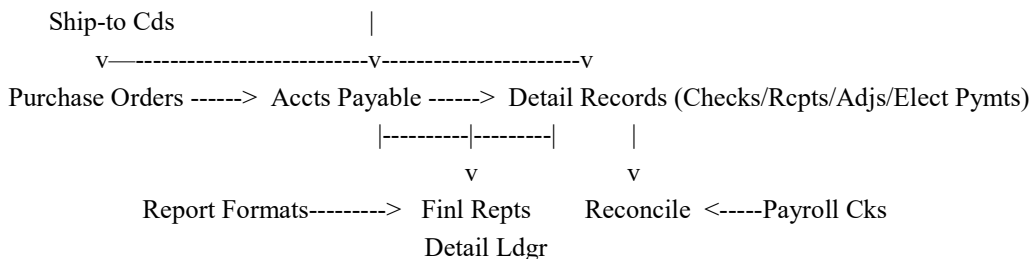 Ship-to Cds |
v—---------------------------v-----------------------v
Purchase Orders ------> Accts Payable ------> Detail Records (Checks/Rcpts/Adjs/Elect Pymts)
|----------|---------| |
v v
Report Formats---------> Finl Repts Reconcile <-----Payroll Cks
Detail Ldgr